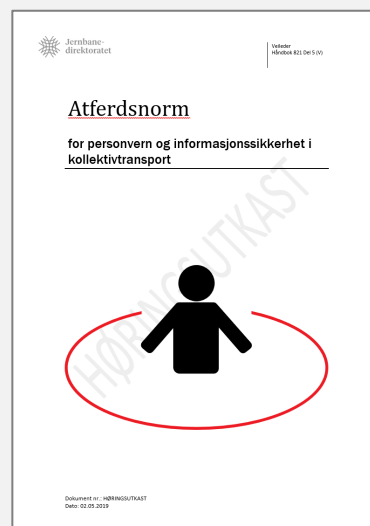 Jernbane-
direktoratet
Veileder
Håndbok 821 Del 5 (V)
Atferdsnorm
for personvern og informasjonssikkerhet i
kollektivtransport
HØRINGSUTKAST
Dokument nr.: HØRINGSUTKAST
Dato: 02.05.2019